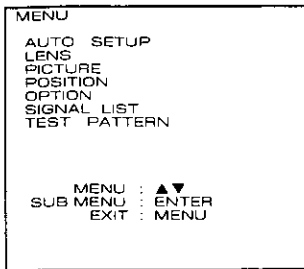 MENU
AUTO SETUP
LENS
PICTURE
POSITION
OPTION
SIGNAL LIST
TEST PATTERN
MENU : ▲▼
SUB MENU : ENTER
EXIT : MENU